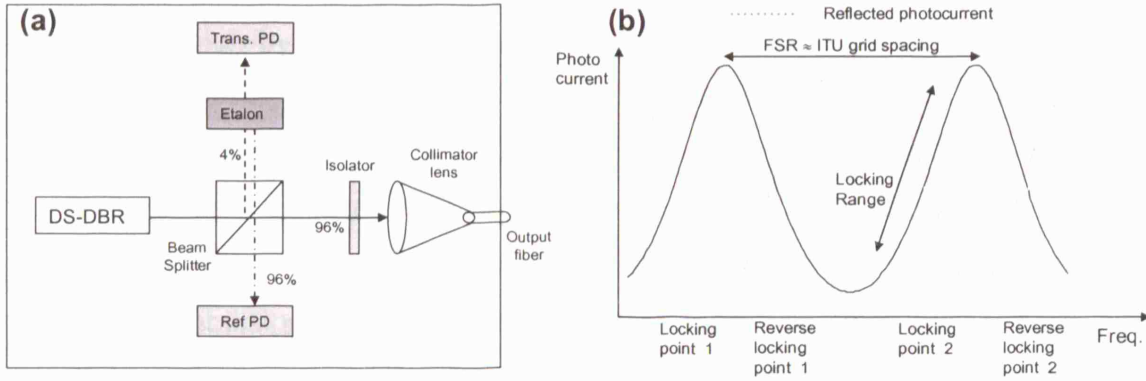 (a)
Trans. PD
Etalon
4%
Isolator
Collimator
lens
DS-DBR
96%
Beam
Splitter
Output
fiber
96%
Ref PD
(b)
Reflected photocurrent
FSR ≈ ITU grid spacing
Photo
current
Locking
Range
Locking
point 1
Reverse
locking
point 1
Locking
point 2
Reverse
locking
point 2
Freq.